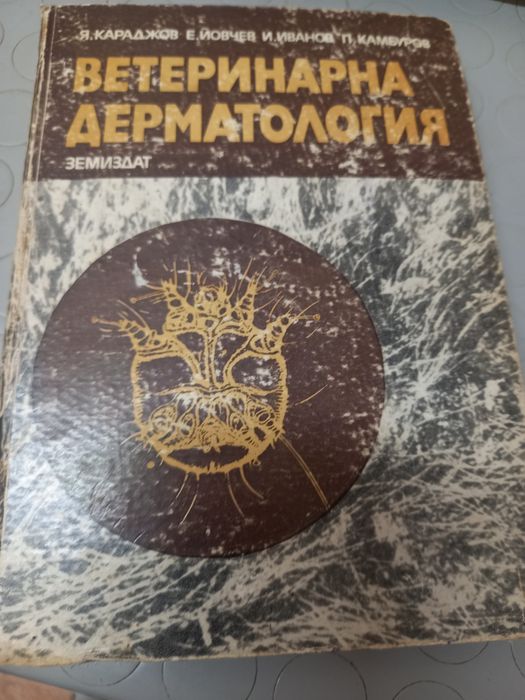 Я. КАРАДЖОВ Е. ЙОВЧЕВ И. ИВАНОВ П. КАМБУРОВ
ВЕТЕРИНАРНА
ДЕРМАТОЛОГИЯ
ЗЕМИЗДАТ